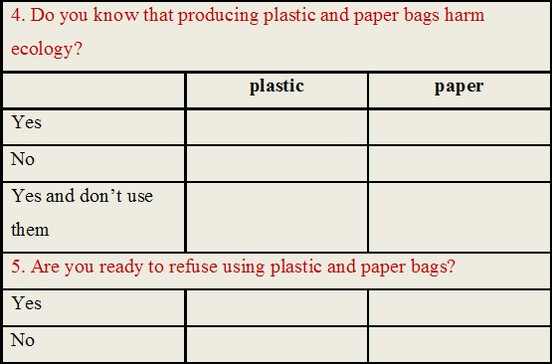 4. Do you know that producing plastic and paper bags harm
ecology?
plastic paper
Yes
No
Yes and don't use
them
5. Are you ready to refuse using plastic and paper bags?
Yes
No